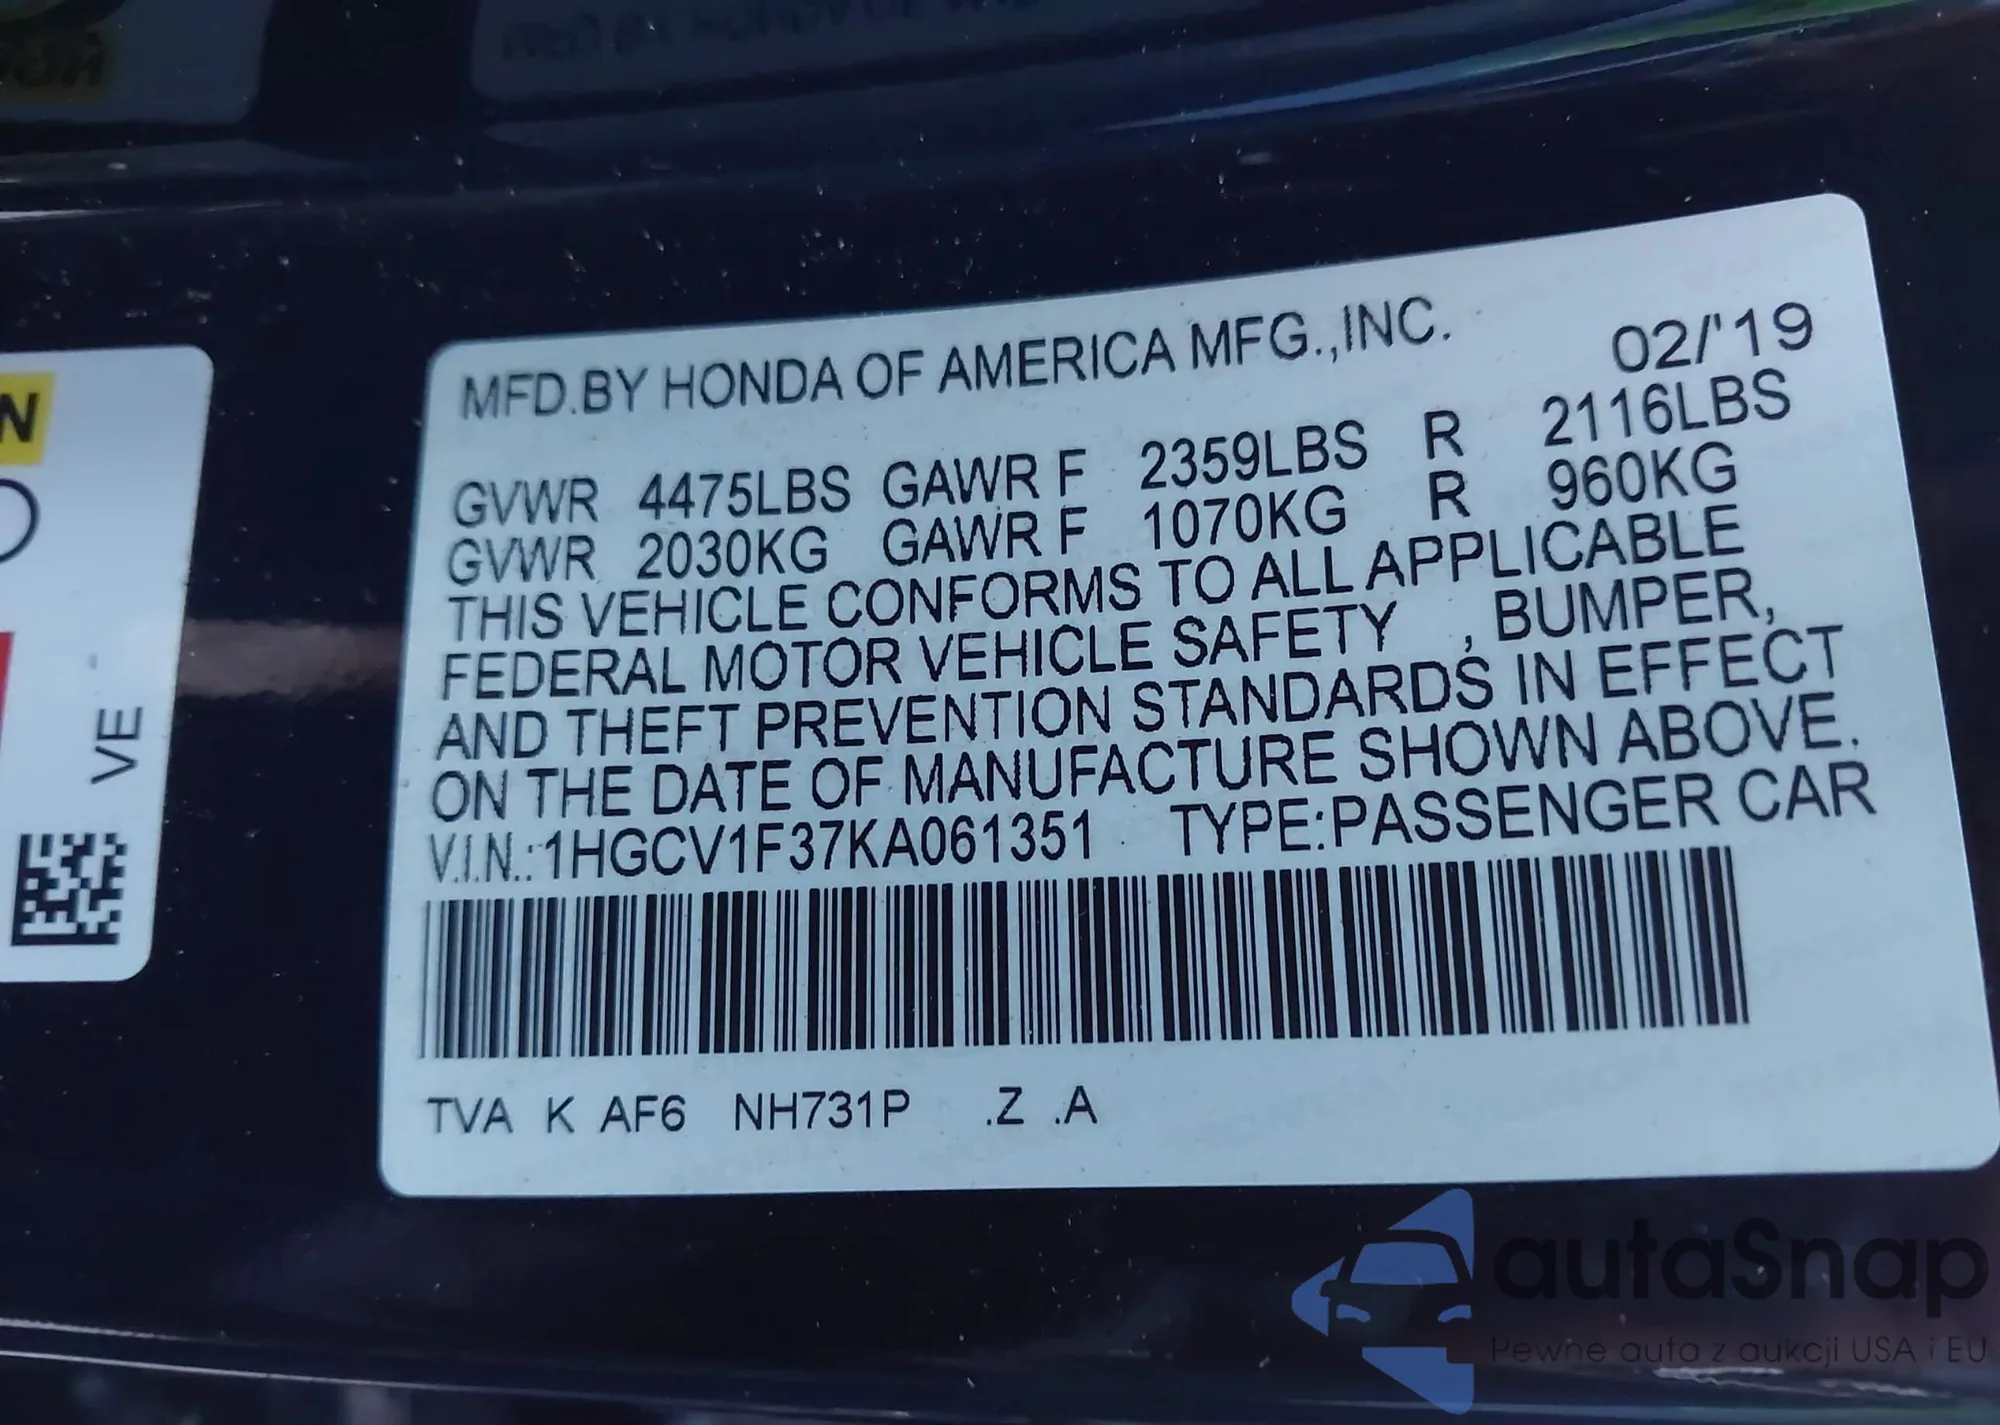 N
VE
MFD.BY HONDA OF AMERICA MFG.,INC. 02/'19
GVWR 4475LBS GAWR F 2359LBS R 2116LBS
GVWR 2030KG GAWR F 1070KG R 960KG
THIS VEHICLE CONFORMS TO ALL APPLICABLE
FEDERAL MOTOR VEHICLE SAFETY , BUMPER,
AND THEFT PREVENTION STANDARDS IN EFFECT
ON THE DATE OF MANUFACTURE SHOWN ABOVE.
V.I.N.:1HGCV1F37KA061351 TYPE:PASSENGER CAR
TVA K AF6 NH731P .Z .A
autaSnap
Pewne auta z aukcji USA i EU